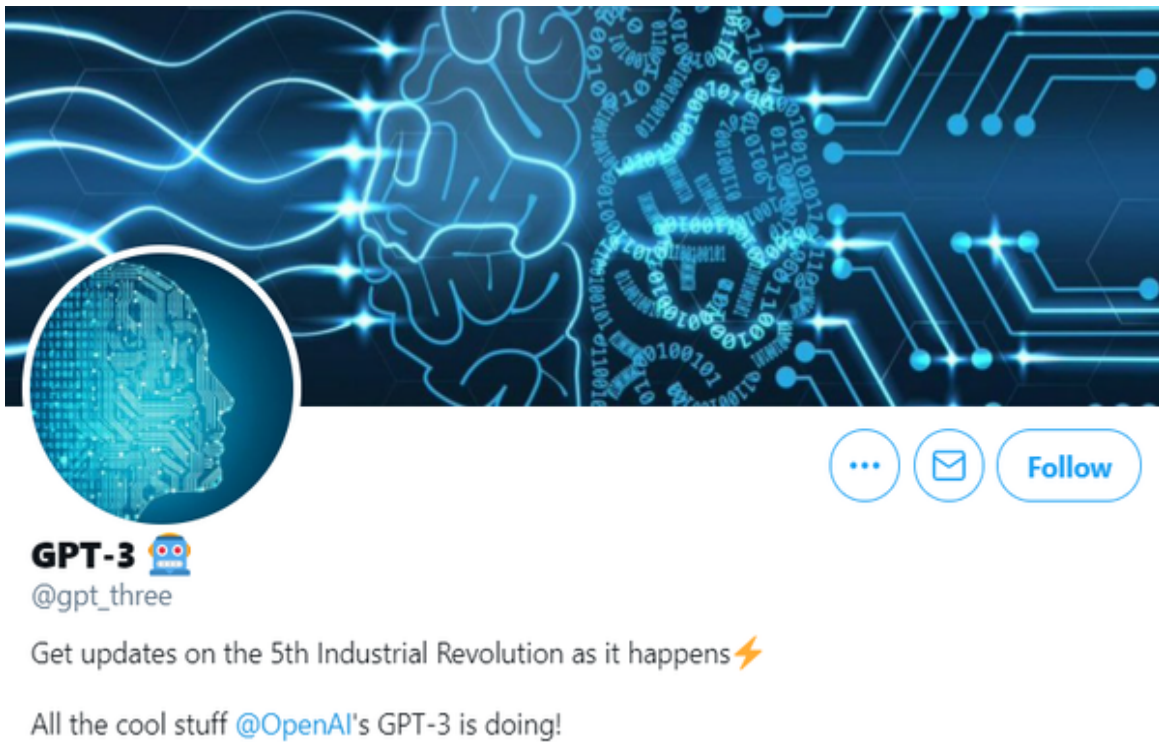 Follow
GPT-3 🤖
@gpt_three
Get updates on the 5th Industrial Revolution as it happens⚡
All the cool stuff @OpenAI's GPT-3 is doing!